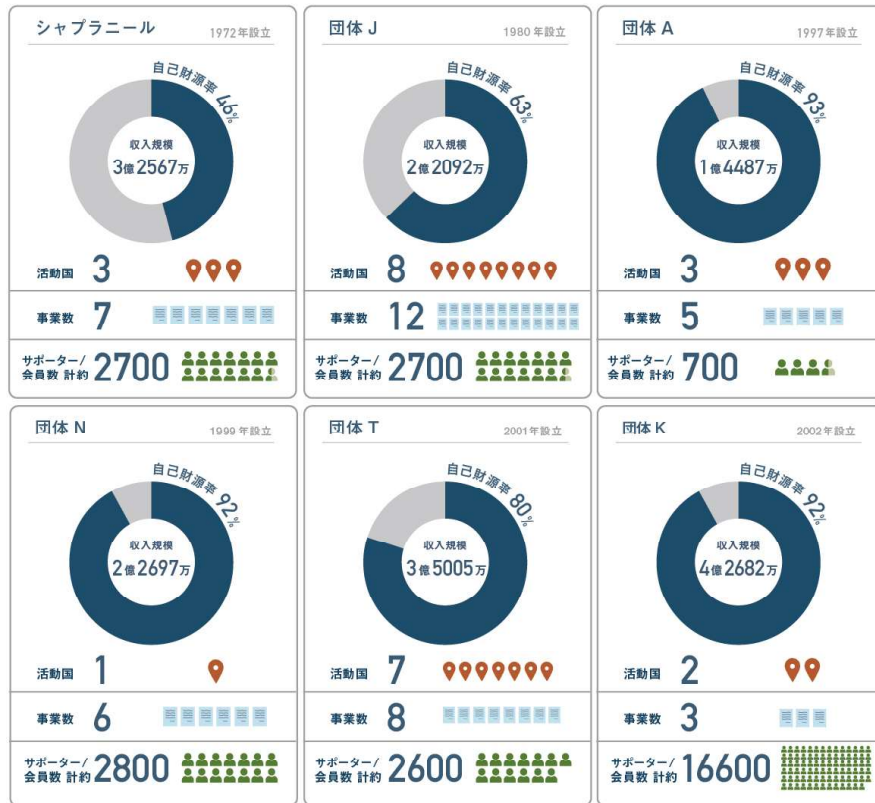 シャプラニール 1972年設立
自己財源率 46%
収入規模
3億2567万
活動国 3
事業数 7
サポーター/
会員数 計約 2700
団体 J 1980年設立
自己財源率 63%
収入規模
2億2092万
活動国 8
事業数 12
サポーター/
会員数 計約 2700
団体 A 1997年設立
自己財源率 93%
収入規模
1億4487万
活動国 3
事業数 5
サポーター/
会員数 計約 700
団体 N 1999年設立
自己財源率 92%
収入規模
2億2697万
活動国 1
事業数 6
サポーター/
会員数 計約 2800
団体 T 2001年設立
自己財源率 80%
収入規模
3億5005万
活動国 7
事業数 8
サポーター/
会員数 計約 2600
団体 K 2002年設立
自己財源率 92%
収入規模
4億2682万
活動国 2
事業数 3
サポーター/
会員数 計約 16600